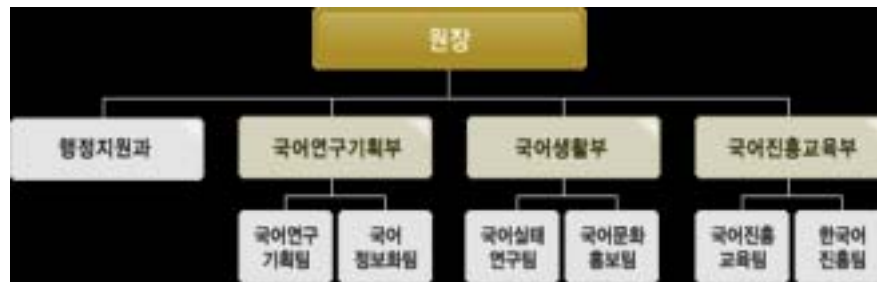 원장
행정지원과
국어연구기획부
국어생활부
국어진흥교육부
국어연구
기획팀
국어
정보화팀
국어실태
연구팀
국어문화
홍보팀
국어진흥
교육팀
한국어
진흥팀